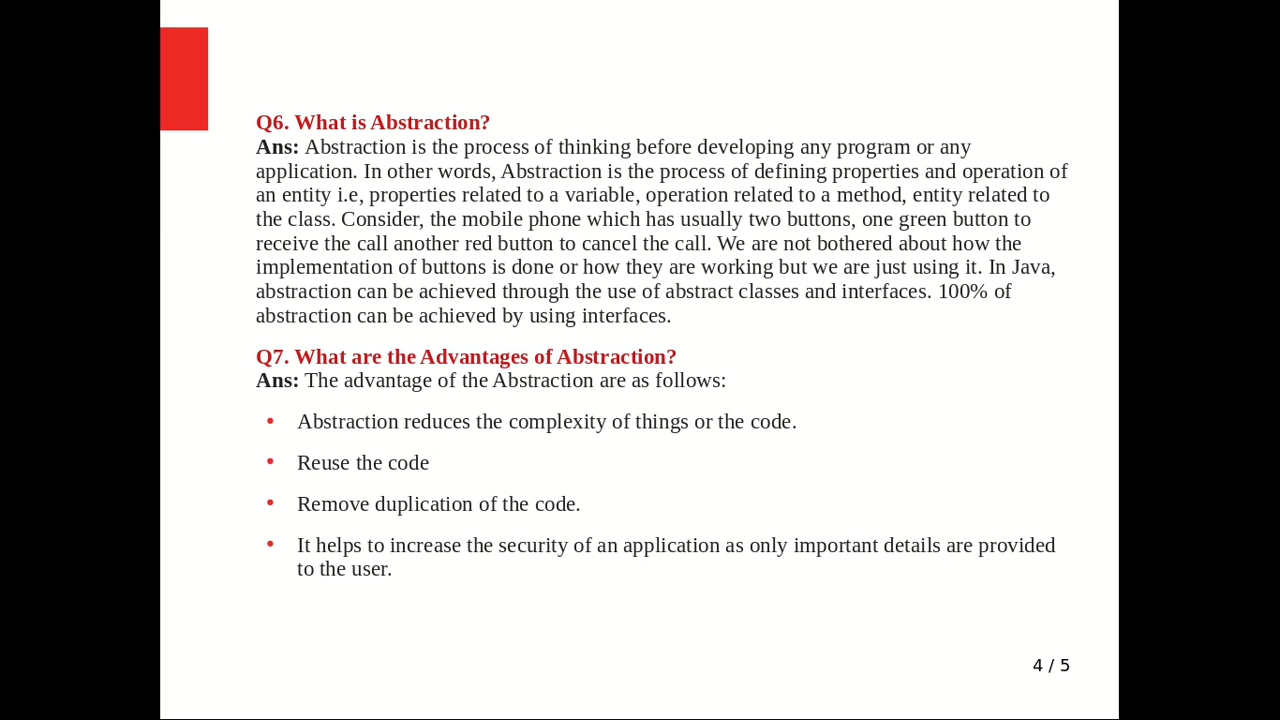 Q6. What is Abstraction?
Ans: Abstraction is the process of thinking before developing any program or any
application. In other words, Abstraction is the process of defining properties and operation of
an entity i.e, properties related to a variable, operation related to a method, entity related to
the class. Consider, the mobile phone which has usually two buttons, one green button to
receive the call another red button to cancel the call. We are not bothered about how the
implementation of buttons is done or how they are working but we are just using it. In Java,
abstraction can be achieved through the use of abstract classes and interfaces. 100% of
abstraction can be achieved by using interfaces.
Q7. What are the Advantages of Abstraction?
Ans: The advantage of the Abstraction are as follows:
• Abstraction reduces the complexity of things or the code.
• Reuse the code
• Remove duplication of the code.
• It helps to increase the security of an application as only important details are provided
to the user.
4 / 5